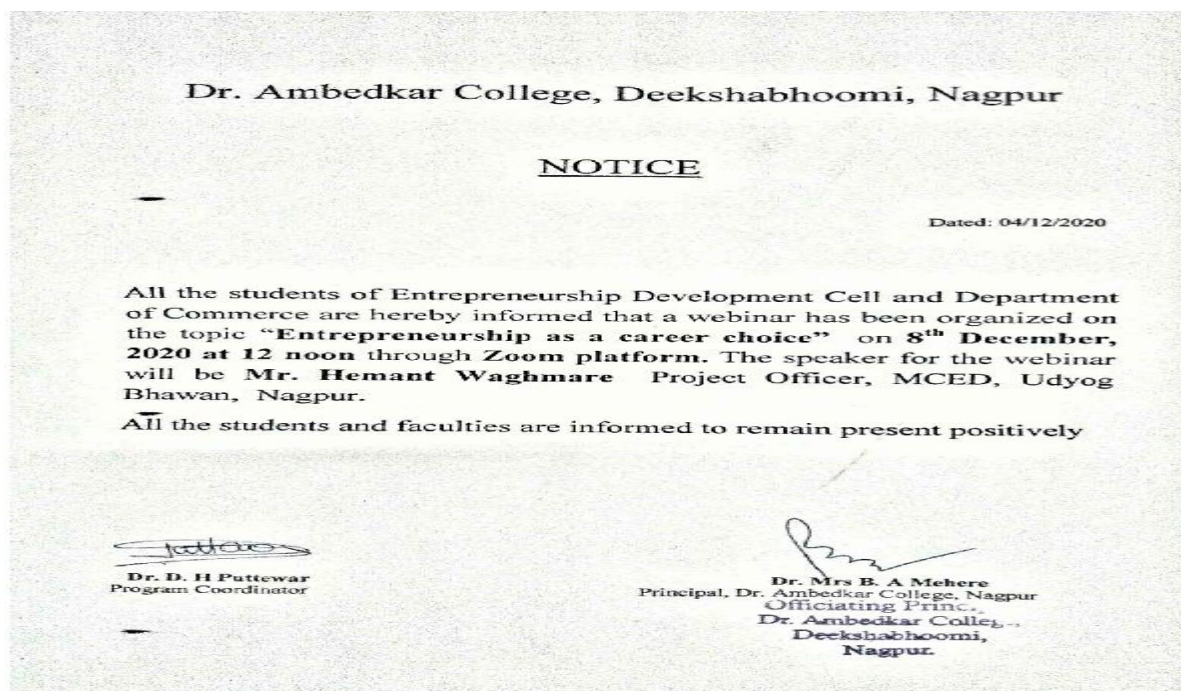 Dr. Ambedkar College, Deekshabhoomi, Nagpur
NOTICE
Dated: 04/12/2020
All the students of Entrepreneurship Development Cell and Department
of Commerce are hereby informed that a webinar has been organized on
the topic “Entrepreneurship as a career choice” on 8th December,
2020 at 12 noon through Zoom platform. The speaker for the webinar
will be Mr. Hemant Waghmare Project Officer, MCED, Udyog
Bhawan, Nagpur.
All the students and faculties are informed to remain present positively
Dr. D. H Puttewar
Program Coordinator
Dr. Mrs B. A Mehere
Principal, Dr. Ambedkar College, Nagpur
Officiating Princ.,
Dr. Ambedkar Colleg.,
Deekshabhoomi,
Nagpur.